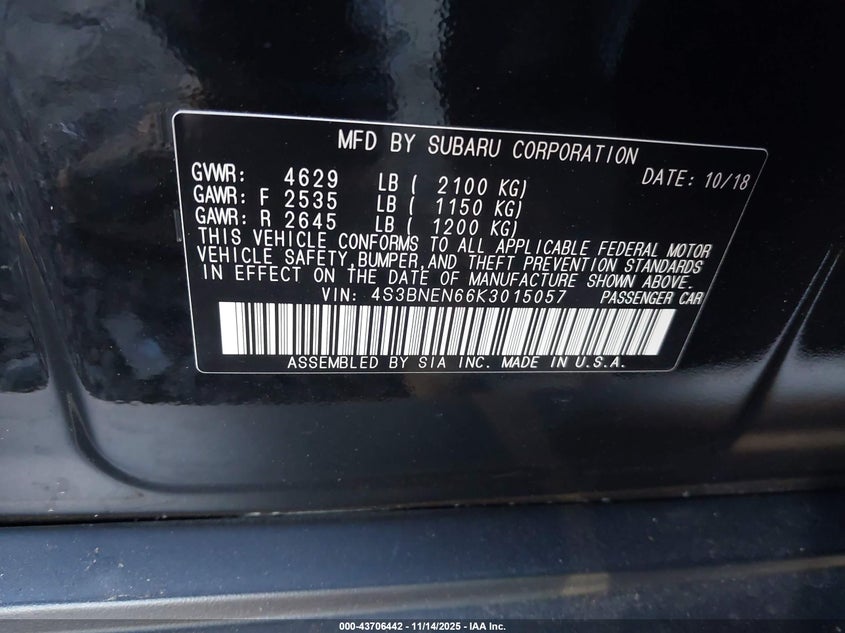 MFD BY SUBARU CORPORATION
GVWR: 4629 LB ( 2100 KG) DATE: 10/18
GAWR: F 2535 LB ( 1150 KG)
GAWR: R 2645 LB ( 1200 KG)
THIS VEHICLE CONFORMS TO ALL APPLICABLE FEDERAL MOTOR
VEHICLE SAFETY, BUMPER, AND THEFT PREVENTION STANDARDS
IN EFFECT ON THE DATE OF MANUFACTURE SHOWN ABOVE.
VIN: 4S3BNEN66K3015057 PASSENGER CAR
ASSEMBLED BY SIA INC. MADE IN U.S.A.
000-43706442 - 11/14/2025 - IAA Inc.